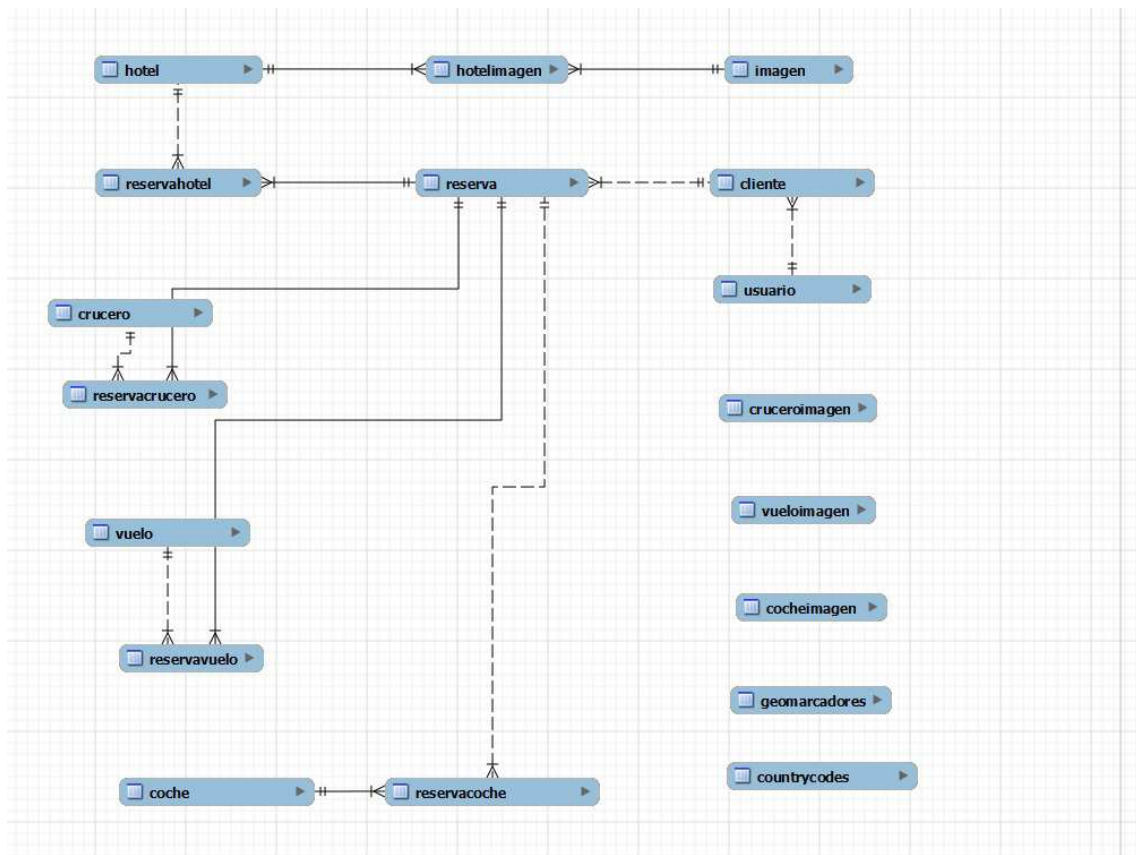 hotel
hotelimagen
imagen
reservahotel
reserva
cliente
usuario
crucero
reservacrucero
cruceroimagen
vueloimagen
vuelo
cocheimagen
reservavuelo
geomarcadores
countrycodes
coche
reservacoche